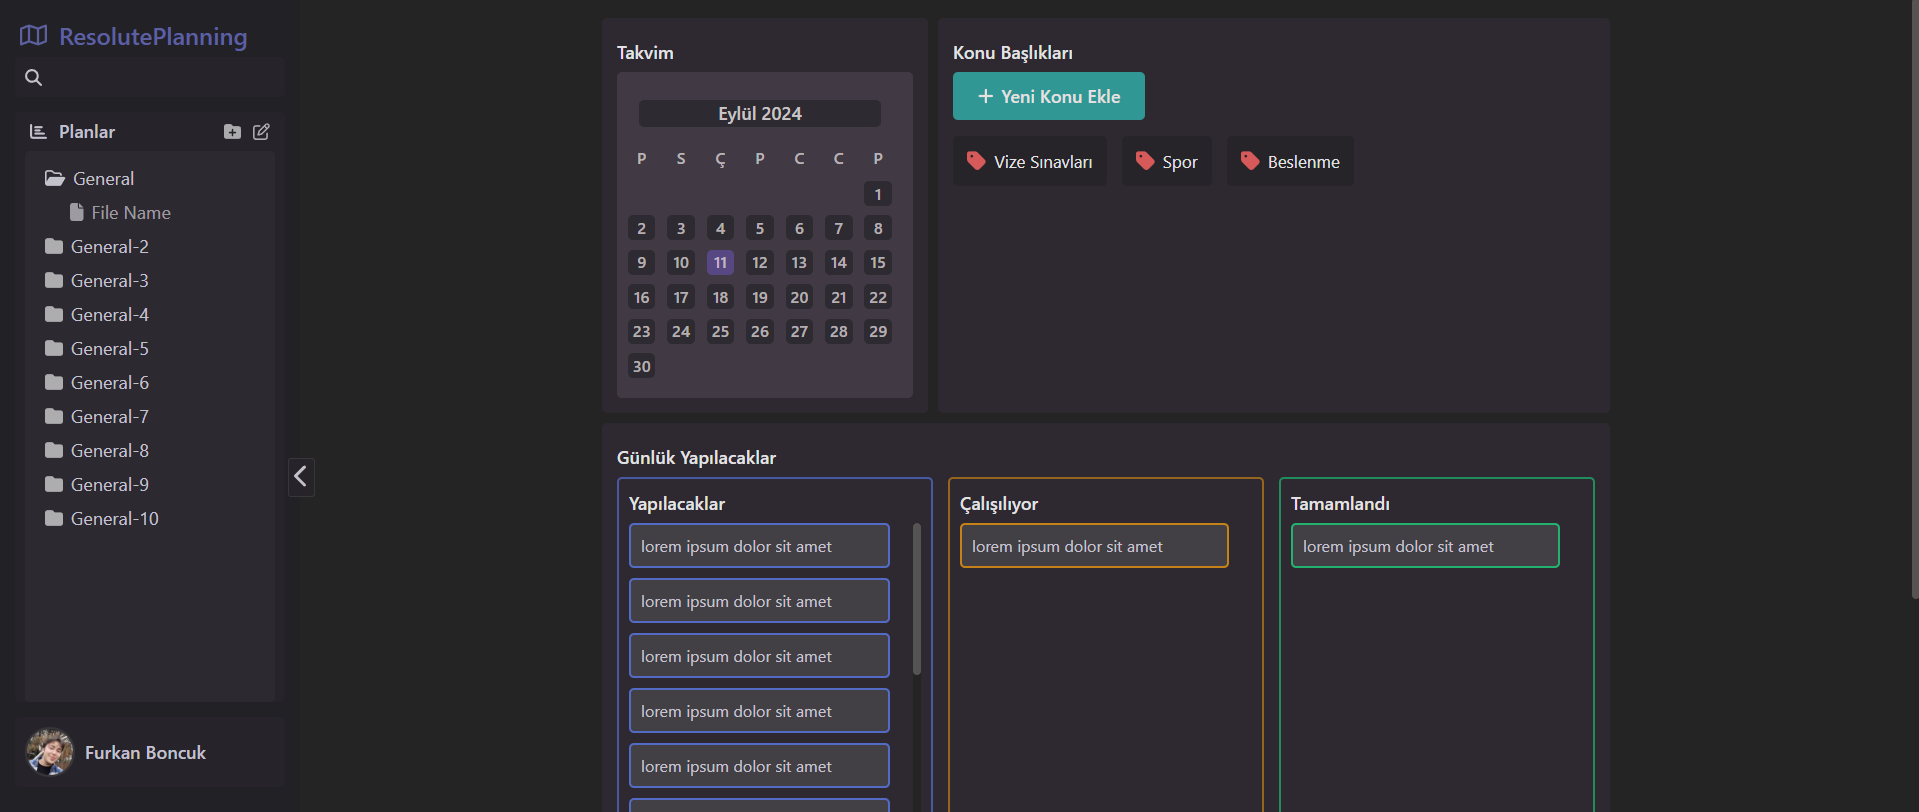 ResolutePlanning
Planlar
General
File Name
General-2
General-3
General-4
General-5
General-6
General-7
General-8
General-9
General-10
Furkan Boncuk
Takvim
Eylül 2024
P S Ç P C C P
1
2 3 4 5 6 7 8
9 10 11 12 13 14 15
16 17 18 19 20 21 22
23 24 25 26 27 28 29
30
Konu Başlıkları
+ Yeni Konu Ekle
Vize Sınavları Spor Beslenme
Günlük Yapılacaklar
Yapılacaklar
lorem ipsum dolor sit amet
lorem ipsum dolor sit amet
lorem ipsum dolor sit amet
lorem ipsum dolor sit amet
lorem ipsum dolor sit amet
Çalışılıyor
lorem ipsum dolor sit amet
Tamamlandı
lorem ipsum dolor sit amet